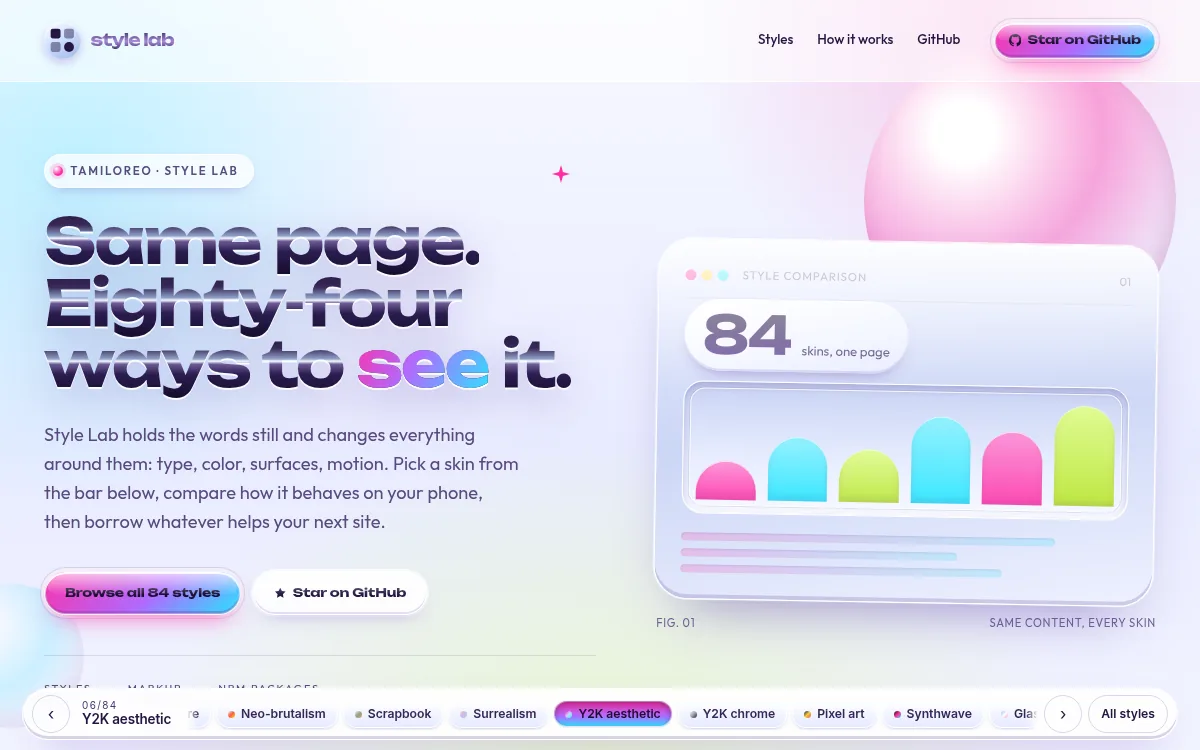 style lab
Styles How it works GitHub Star on GitHub
TAMILOREO · STYLE LAB
Same page.
Eighty-four
ways to see it.
Style Lab holds the words still and changes everything
around them: type, color, surfaces, motion. Pick a skin from
the bar below, compare how it behaves on your phone,
then borrow whatever helps your next site.
Browse all 84 styles
Star on GitHub
STYLE COMPARISON 01
84 skins, one page
FIG. 01 SAME CONTENT, EVERY SKIN
STYLES MARKUP NPM PACKAGES
06/84
Y2K aesthetic
Neo-brutalism Scrapbook Surrealism Y2K aesthetic Y2K chrome Pixel art Synthwave
All styles